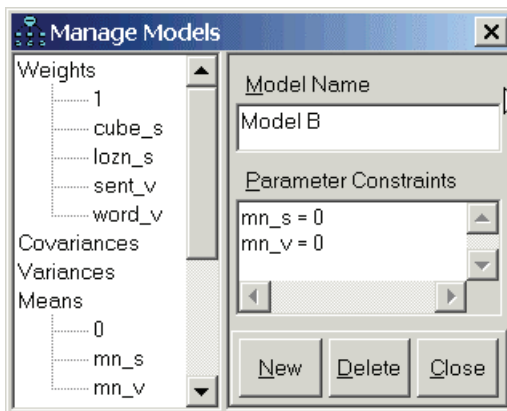 Manage Models
Weights
1
cube_s
lozn_s
sent_v
word_v
Covariances
Variances
Means
0
mn_s
mn_v
Model Name
Model B
Parameter Constraints
mn_s = 0
mn_v = 0
New
Delete
Close